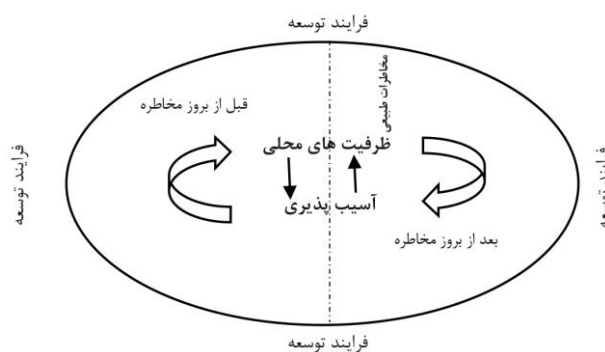 فرایند توسعه
مخاطرات طبیعی
قبل از بروز مخاطره
ظرفیت های محلی
فرایند توسعه
فرایند توسعه
آسیب پذیری
بعد از بروز مخاطره
فرایند توسعه